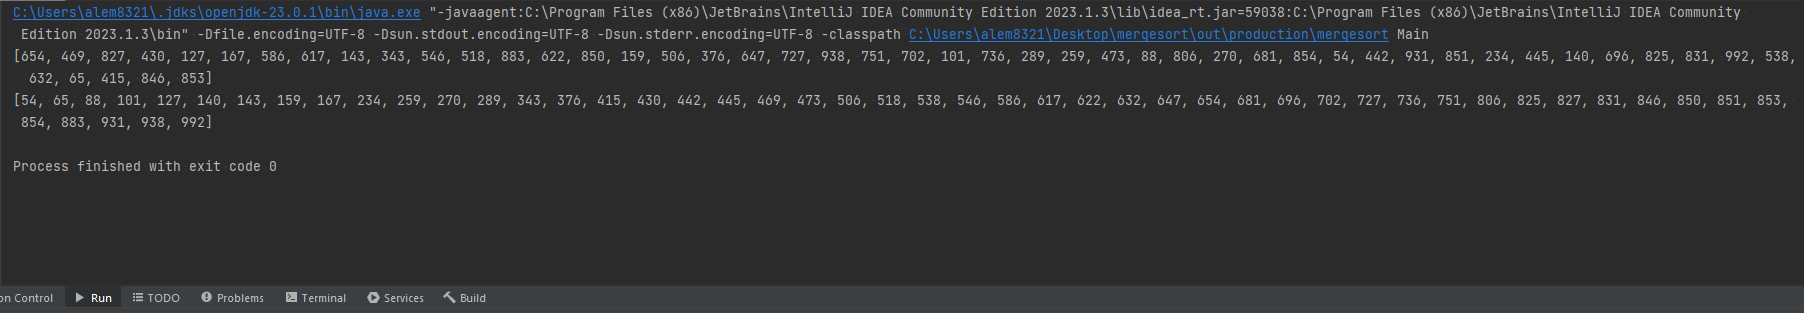 C:\Users\alem8321\.jdks\openjdk-23.0.1\bin\java.exe "-javaagent:C:\Program Files (x86)\JetBrains\IntelliJ IDEA Community Edition 2023.1.3\lib\idea_rt.jar=59038:C:\Program Files (x86)\JetBrains\IntelliJ IDEA Community
Edition 2023.1.3\bin" -Dfile.encoding=UTF-8 -Dsun.stdout.encoding=UTF-8 -Dsun.stderr.encoding=UTF-8 -classpath C:\Users\alem8321\Desktop\mergesort\out\production\mergesort Main
[654, 469, 827, 430, 127, 167, 586, 617, 143, 343, 546, 518, 883, 622, 850, 159, 506, 376, 647, 727, 938, 751, 702, 101, 736, 289, 259, 473, 88, 806, 270, 681, 854, 54, 442, 931, 851, 234, 445, 140, 696, 825, 831, 992, 538,
632, 65, 415, 846, 853]
[54, 65, 88, 101, 127, 140, 143, 159, 167, 234, 259, 270, 289, 343, 376, 415, 430, 442, 445, 469, 473, 506, 518, 538, 546, 586, 617, 622, 632, 647, 654, 681, 696, 702, 727, 736, 751, 806, 825, 827, 831, 846, 850, 851, 853,
854, 883, 931, 938, 992]
Process finished with exit code 0
on Control Run TODO Problems Terminal Services Build